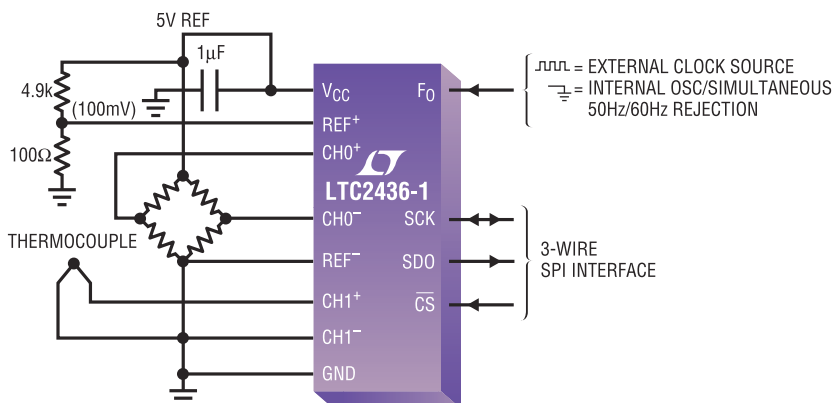 5V REF
1µF
4.9k
(100mV)
100Ω
THERMOCOUPLE
VCC
REF+
CH0+
CH0–
REF–
CH1+
CH1–
GND
LTC2436-1
FO
SCK
SDO
C̅S̅
= EXTERNAL CLOCK SOURCE
= INTERNAL OSC/SIMULTANEOUS
50Hz/60Hz REJECTION
3-WIRE
SPI INTERFACE